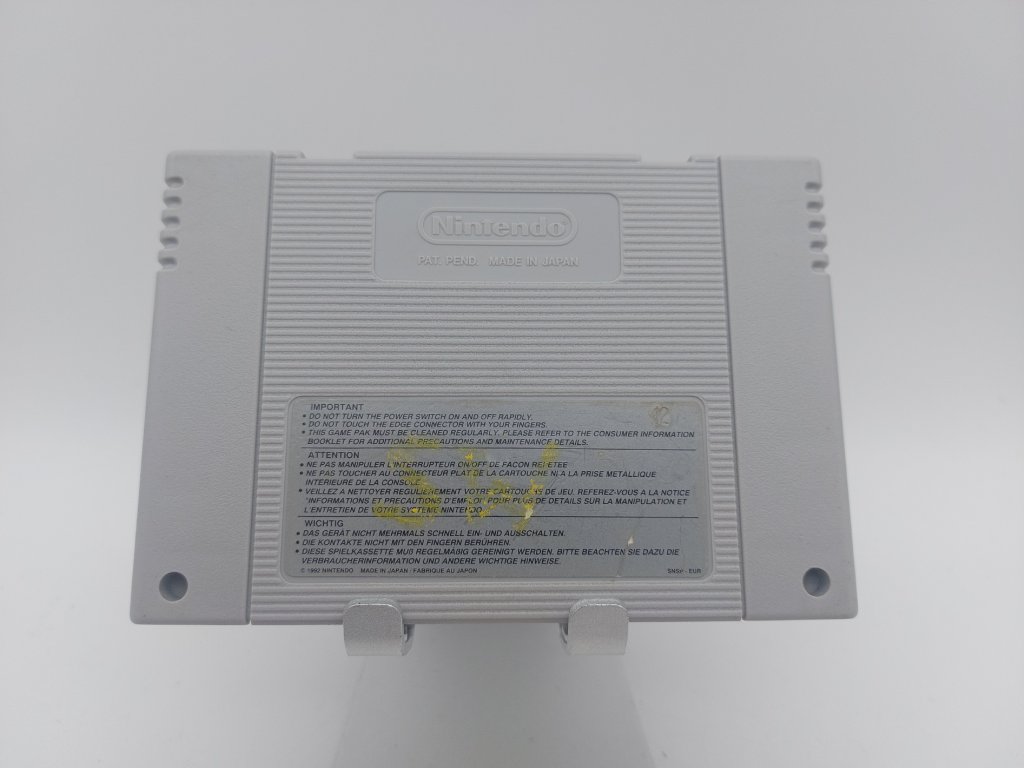 Nintendo
PAT. PEND. MADE IN JAPAN
IMPORTANT
• DO NOT TURN THE POWER SWITCH ON AND OFF RAPIDLY.
• DO NOT TOUCH THE EDGE CONNECTOR WITH YOUR FINGERS.
• THIS GAME PAK MUST BE CLEANED REGULARLY. PLEASE REFER TO THE CONSUMER INFORMATION
BOOKLET FOR ADDITIONAL PRECAUTIONS AND MAINTENANCE DETAILS.
ATTENTION
• NE PAS MANIPULER L'INTERRUPTEUR ON/OFF DE FACON REPETEE
• NE PAS TOUCHER AU CONNECTEUR PLAT DE LA CARTOUCHE NI A LA PRISE METALLIQUE
INTERIEURE DE LA CONSOLE
• VEILLEZ A NETTOYER REGULIEREMENT VOTRE CARTOUCHE DE JEU. REFEREZ-VOUS A LA NOTICE
"INFORMATIONS ET PRECAUTIONS D'EMPLOI" POUR PLUS DE DETAILS SUR LA MANIPULATION ET
L'ENTRETIEN DE VOTRE SYSTEME NINTENDO.
WICHTIG
• DAS GERÄT NICHT MEHRMALS SCHNELL EIN- UND AUSSCHALTEN.
• DIE KONTAKTE NICHT MIT DEN FINGERN BERÜHREN.
• DIESE SPIELKASSETTE MUß REGELMÄßIG GEREINIGT WERDEN. BITTE BEACHTEN SIE DAZU DIE
VERBRAUCHERINFORMATION UND ANDERE WICHTIGE HINWEISE.
© 1992 NINTENDO MADE IN JAPAN · FABRIQUE AU JAPON SNSP - EUR